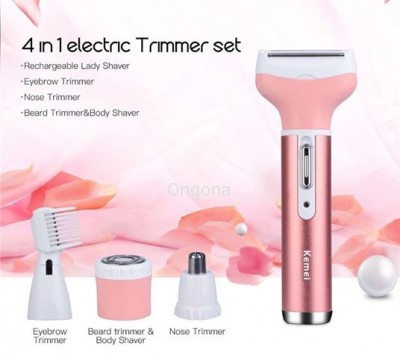 4 in 1 electric Trimmer set
·Rechargeable Lady Shaver
·Eyebrow Trimmer
·Nose Trimmer
·Beard Trimmer&Body Shaver
Ongona
Kemei
Eyebrow
Trimmer
Beard trimmer &
Body Shaver
Nose Trimmer